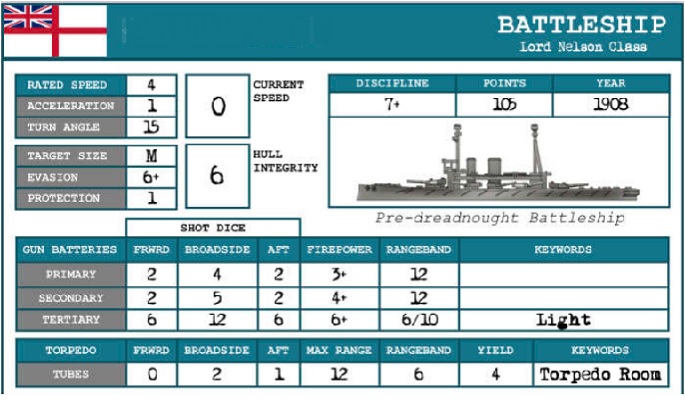 BATTLESHIP
Lord Nelson Class
RATED SPEED 4
ACCELERATION 1
TURN ANGLE 15
0 CURRENT SPEED
TARGET SIZE M
EVASION 6+
PROTECTION 1
6 HULL INTEGRITY
DISCIPLINE POINTS YEAR
7+ 105 1908
Pre-dreadnought Battleship
SHOT DICE
GUN BATTERIES FRWRD BROADSIDE AFT FIREPOWER RANGEBAND KEYWORDS
PRIMARY 2 4 2 3+ 12
SECONDARY 2 5 2 4+ 12
TERTIARY 6 12 6 6+ 6/10 Light
TORPEDO FRWRD BROADSIDE AFT MAX RANGE RANGEBAND YIELD KEYWORDS
TUBES 0 2 1 12 6 4 Torpedo Room